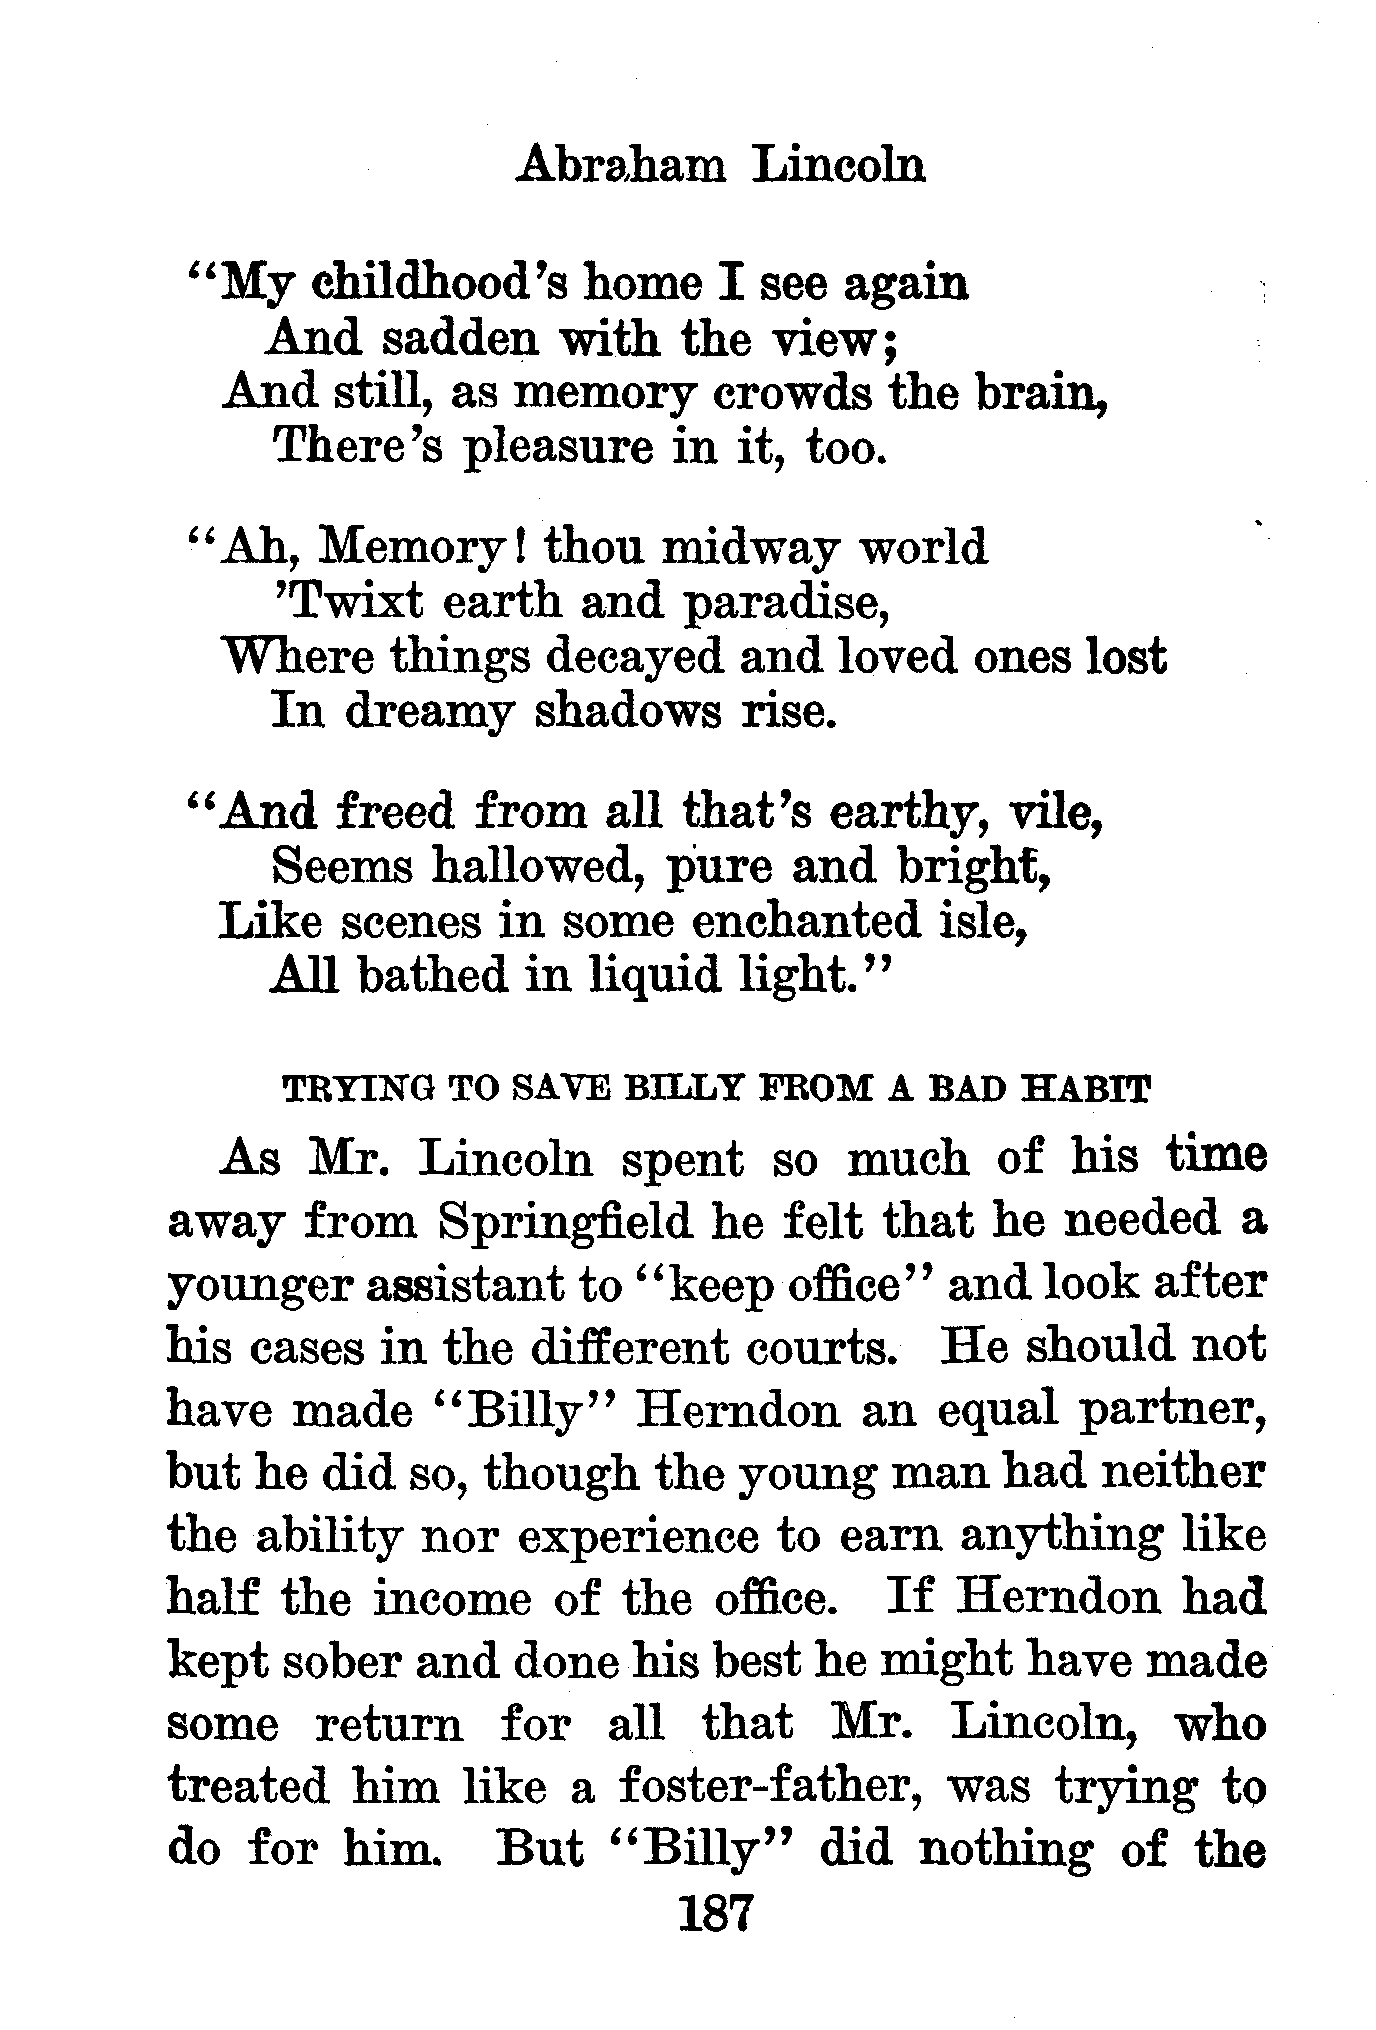 Abraham Lincoln
"My childhood's home I see again
And sadden with the view;
And still, as memory crowds the brain,
There's pleasure in it, too.
"Ah, Memory! thou midway world
'Twixt earth and paradise,
Where things decayed and loved ones lost
In dreamy shadows rise.
"And freed from all that's earthy, vile,
Seems hallowed, pure and bright,
Like scenes in some enchanted isle,
All bathed in liquid light."
TRYING TO SAVE BILLY FROM A BAD HABIT
As Mr. Lincoln spent so much of his time
away from Springfield he felt that he needed a
younger assistant to "keep office" and look after
his cases in the different courts. He should not
have made "Billy" Herndon an equal partner,
but he did so, though the young man had neither
the ability nor experience to earn anything like
half the income of the office. If Herndon had
kept sober and done his best he might have made
some return for all that Mr. Lincoln, who
treated him like a foster-father, was trying to
do for him. But "Billy" did nothing of the
187